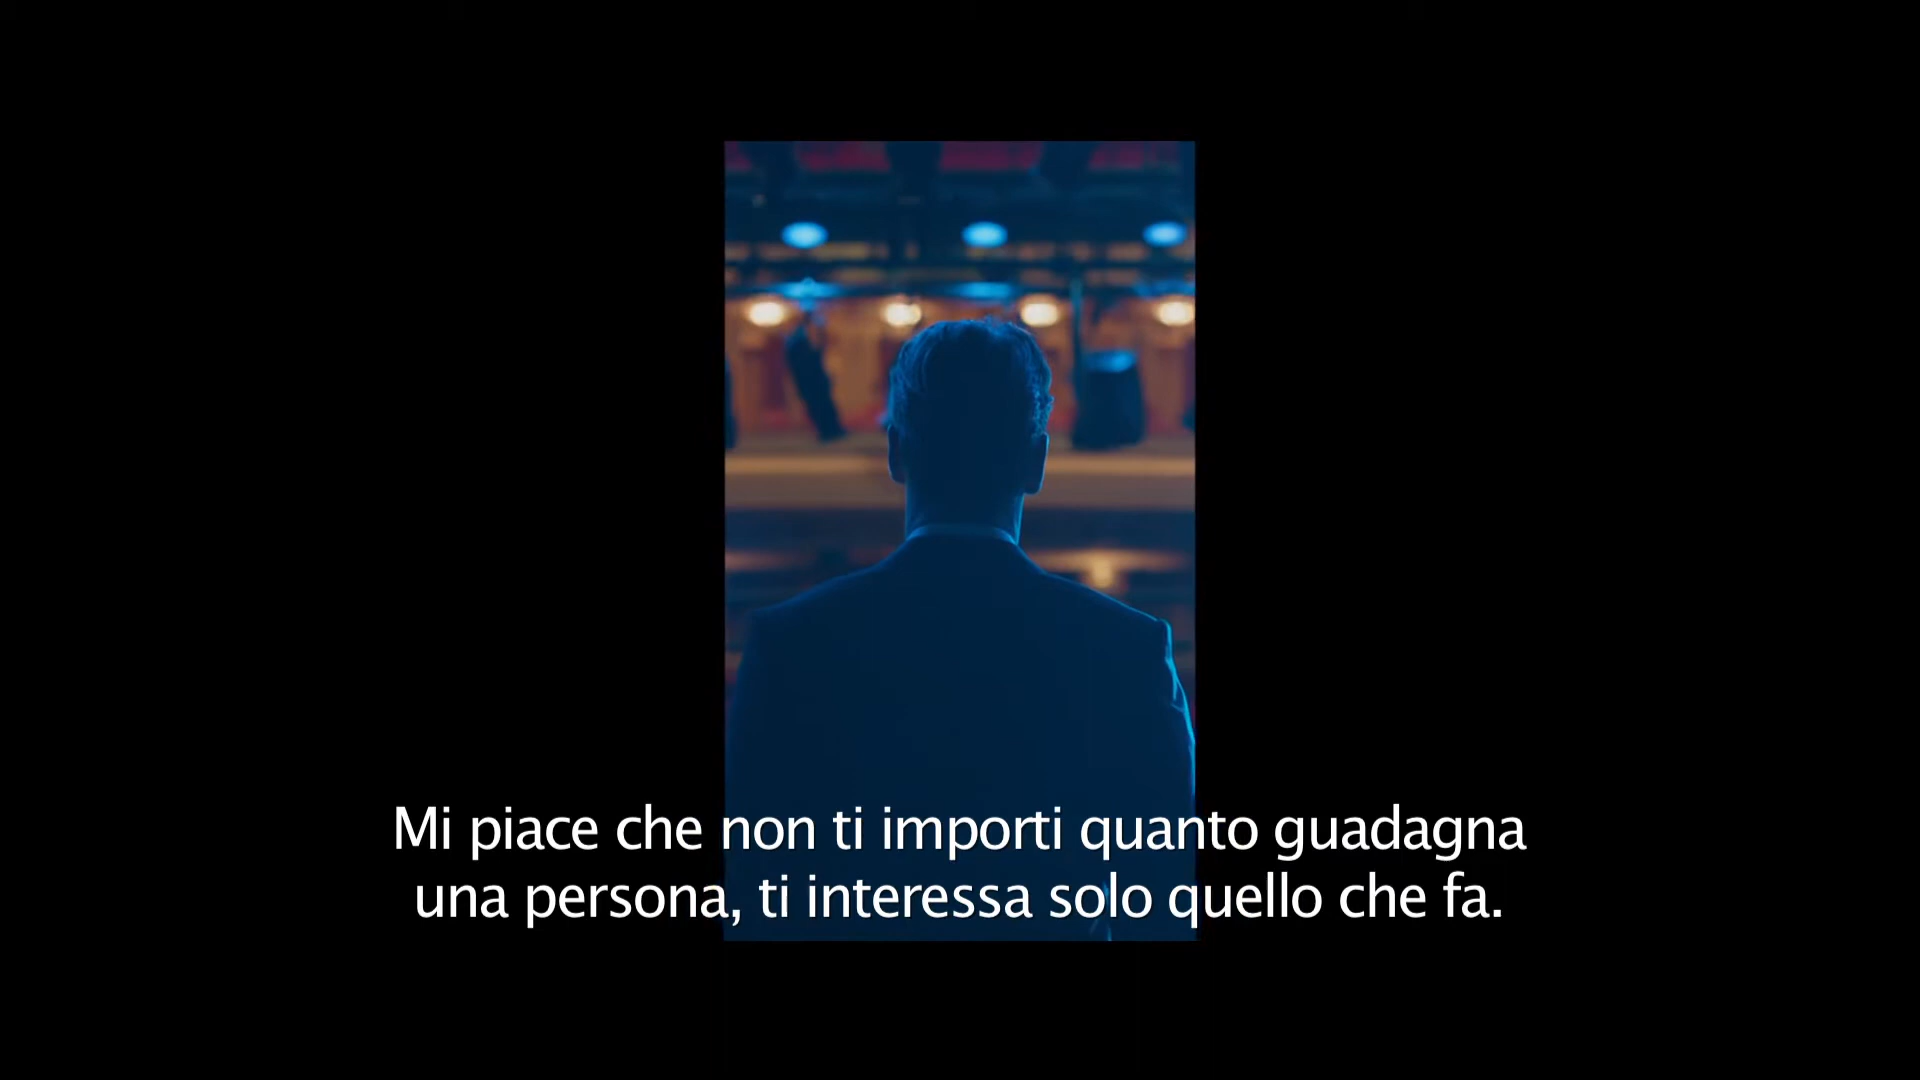 Mi piace che non ti importi quanto guadagna
una persona, ti interessa solo quello che fa.